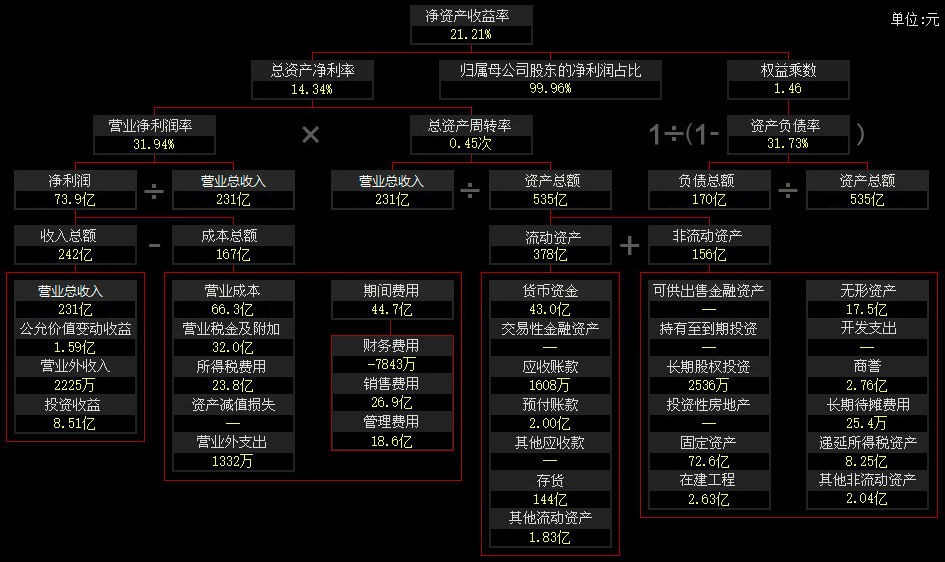 净资产收益率
单位:元
21.21%
总资产净利率
归属母公司股东的净利润占比
权益乘数
14.34%
99.96%
1.46
营业净利润率
×
总资产周转率
1÷(1-
资产负债率
)
31.94%
0.45次
31.73%
净利润
÷
营业总收入
营业总收入
÷
资产总额
负债总额
÷
资产总额
73.9亿
231亿
231亿
535亿
170亿
535亿
收入总额
-
成本总额
流动资产
+
非流动资产
242亿
167亿
378亿
156亿
营业总收入
231亿
公允价值变动收益
1.59亿
营业外收入
2225万
投资收益
8.51亿
营业成本
66.3亿
营业税金及附加
32.0亿
所得税费用
23.8亿
资产减值损失
—
营业外支出
1332万
期间费用
44.7亿
财务费用
-7843万
销售费用
26.9亿
管理费用
18.6亿
货币资金
43.0亿
交易性金融资产
—
应收账款
1608万
预付账款
2.00亿
其他应收款
—
存货
144亿
其他流动资产
1.83亿
可供出售金融资产
—
持有至到期投资
—
长期股权投资
2536万
投资性房地产
—
固定资产
72.6亿
在建工程
2.63亿
无形资产
17.5亿
开发支出
—
商誉
2.76亿
长期待摊费用
25.4万
递延所得税资产
8.25亿
其他非流动资产
2.04亿